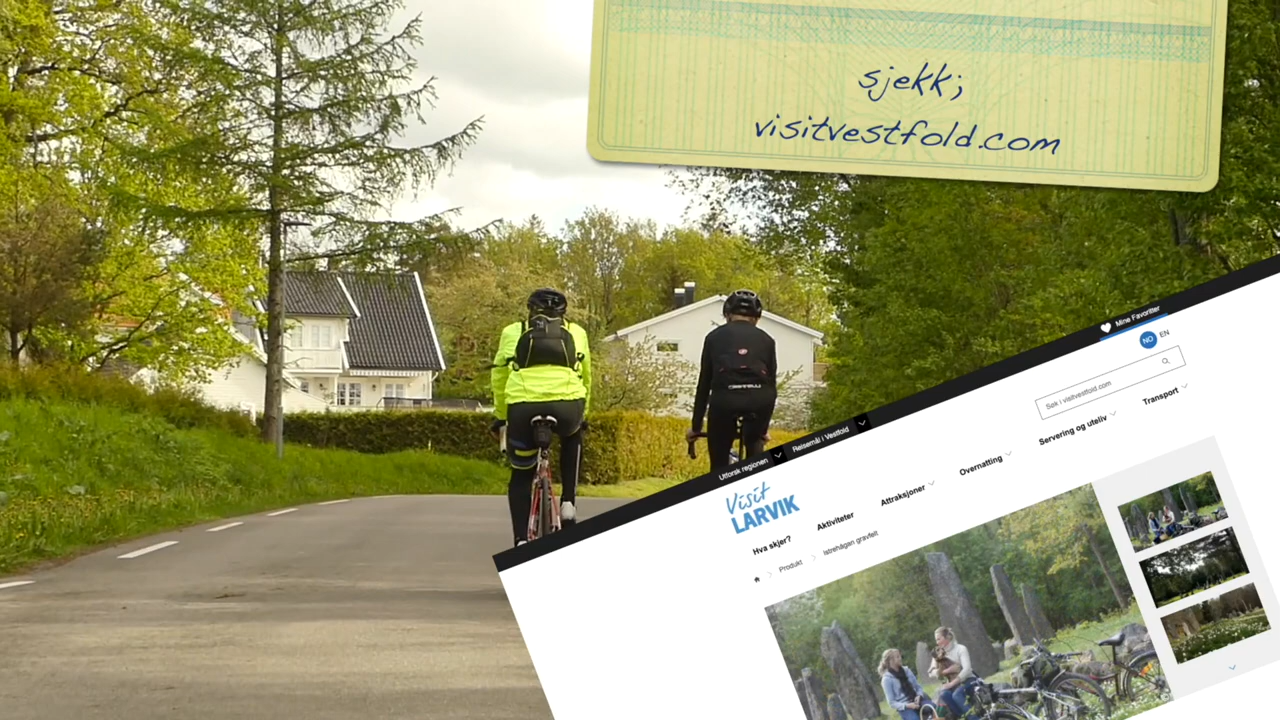 sjekk;
visitvestfold.com
Mine Favoritter
NO EN
Søk i visitvestfold.com
Utforsk regionen
Reisemål i Vestfold
Visit
LARVIK
Hva skjer?
Aktiviteter
Attraksjoner
Overnatting
Servering og uteliv
Transport
Produkt
Istrehågan gravfelt